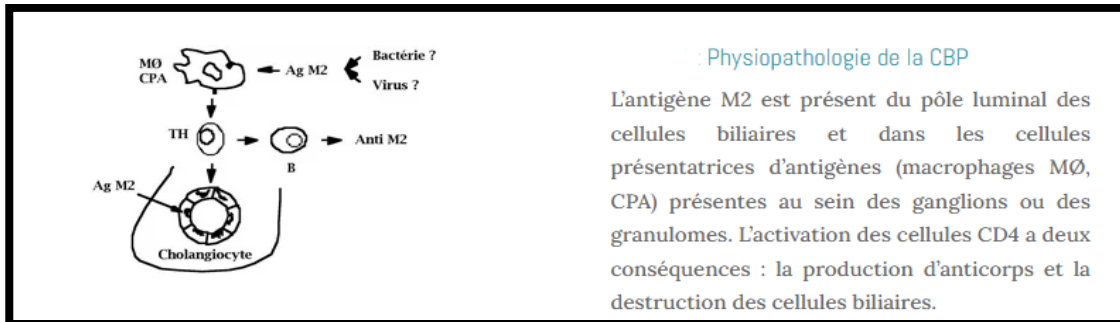 Bactérie ?
MØ
CPA
Ag M2
Virus ?
TH
Anti M2
B
Ag M2
Cholangiocyte
: Physiopathologie de la CBP
L’antigène M2 est présent du pôle luminal des
cellules biliaires et dans les cellules
présentatrices d’antigènes (macrophages MØ,
CPA) présentes au sein des ganglions ou des
granulomes. L’activation des cellules CD4 a deux
conséquences : la production d’anticorps et la
destruction des cellules biliaires.